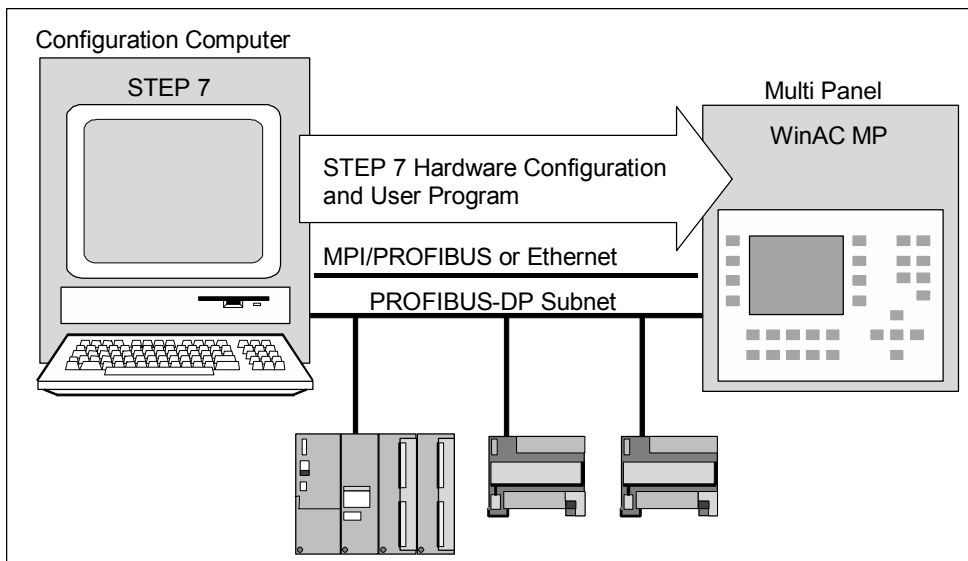 Configuration Computer
STEP 7
Multi Panel
WinAC MP
STEP 7 Hardware Configuration
and User Program
MPI/PROFIBUS or Ethernet
PROFIBUS-DP Subnet